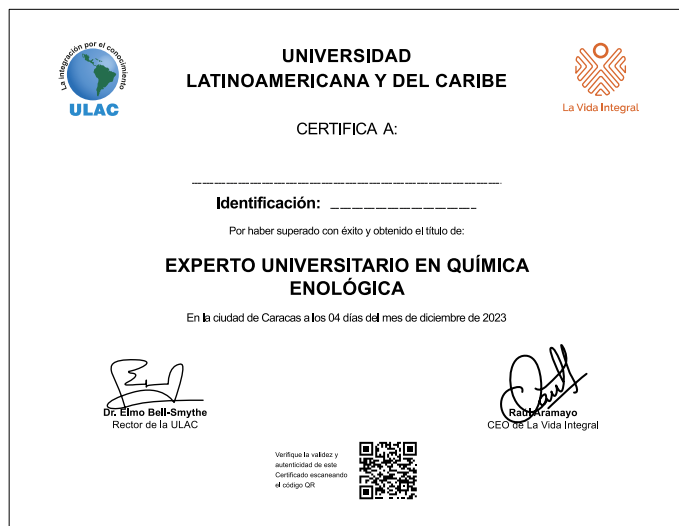 La integración por el conocimiento
ULAC
UNIVERSIDAD
LATINOAMERICANA Y DEL CARIBE
La Vida Integral
CERTIFICA A:
Identificación:
Por haber superado con éxito y obtenido el título de:
EXPERTO UNIVERSITARIO EN QUÍMICA
ENOLÓGICA
En la ciudad de Caracas a los 04 días del mes de diciembre de 2023
Dr. Elmo Bell-Smythe
Rector de la ULAC
Raúl Aramayo
CEO de La Vida Integral
Verifique la validez y
autenticidad de este
Certificado escaneando
el código QR